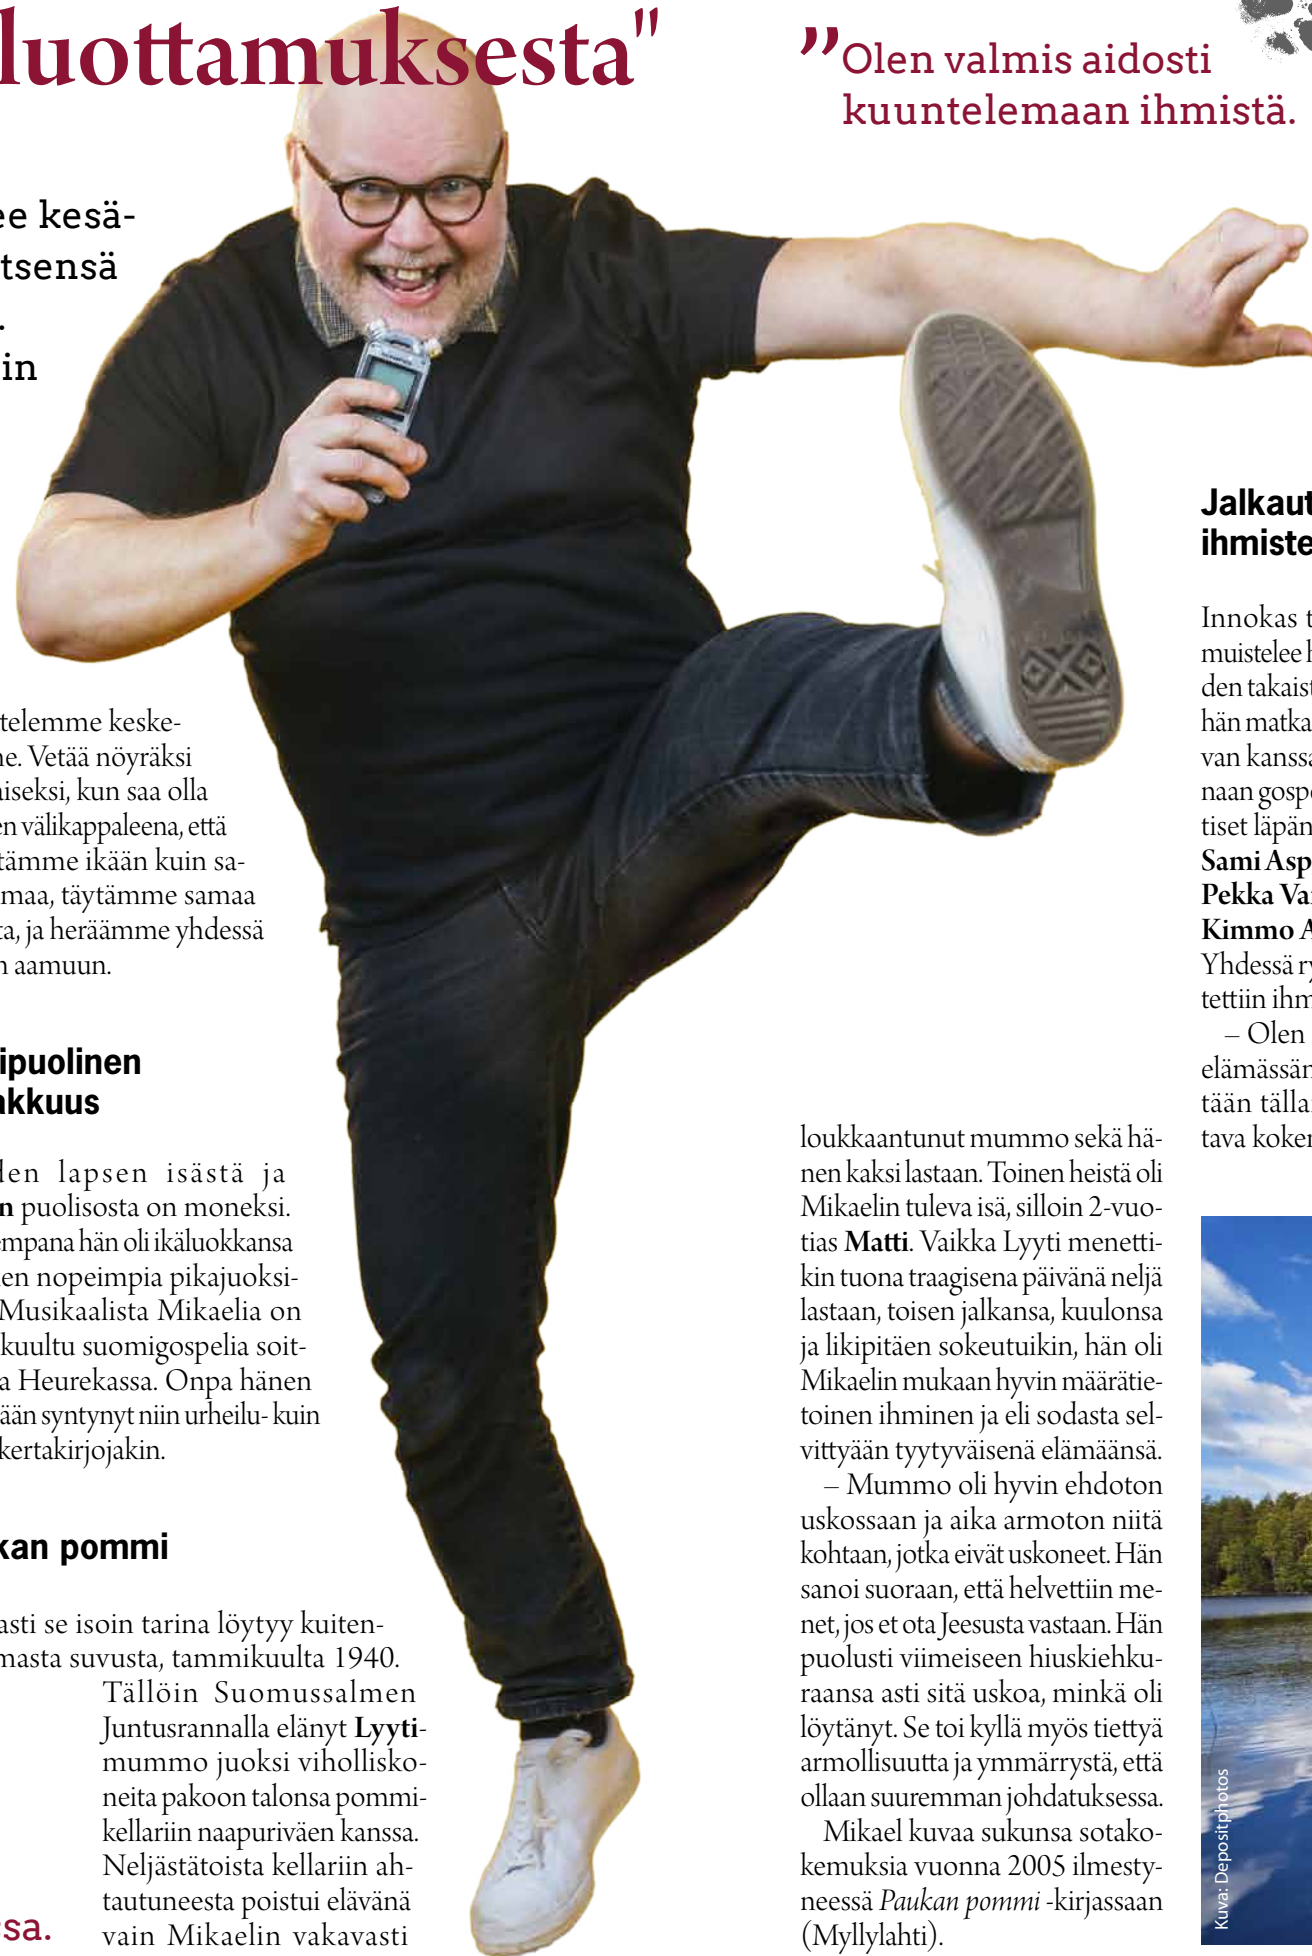 luottamuksesta"
”Olen valmis aidosti
kuuntelemaan ihmistä.
ee kesä-
tsensä
.
in
telemme keske-
ne. Vetää nöyräksi
aiseksi, kun saa olla
en välikappaleena, että
tämme ikään kuin sa-
maa, täytämme samaa
ta, ja heräämme yhdessä
n aamuun.
ipuolinen
akkuus
den lapsen isästä ja
n puolisosta on moneksi.
empana hän oli ikäluokkansa
en nopeimpia pikajuoksi-
Musikaalista Mikaelia on
kuultu suomigospelia soit-
a Heurekassa. Onpa hänen
ään syntynyt niin urheilu- kuin
kertakirjojakin.
kan pommi
asti se isoin tarina löytyy kuiten-
masta suvusta, tammikuulta 1940.
Tällöin Suomussalmen
Juntusrannalla elänyt Lyyti-
mummo juoksi vihollisko-
neita pakoon talonsa pommi-
kellariin naapuriväen kanssa.
Neljästätoista kellariin ah-
tautuneesta poistui elävänä
vain Mikaelin vakavasti
sa.
loukkaantunut mummo sekä hä-
nen kaksi lastaan. Toinen heistä oli
Mikaelin tuleva isä, silloin 2-vuo-
tias Matti. Vaikka Lyyti menetti-
kin tuona traagisena päivänä neljä
lastaan, toisen jalkansa, kuulonsa
ja likipitäen sokeutuikin, hän oli
Mikaelin mukaan hyvin määrätie-
toinen ihminen ja eli sodasta sel-
vittyään tyytyväisenä elämäänsä.
– Mummo oli hyvin ehdoton
uskossaan ja aika armoton niitä
kohtaan, jotka eivät uskoneet. Hän
sanoi suoraan, että helvettiin me-
net, jos et ota Jeesusta vastaan. Hän
puolusti viimeiseen hiuskiehku-
raansa asti sitä uskoa, minkä oli
löytänyt. Se toi kyllä myös tiettyä
armollisuutta ja ymmärrystä, että
ollaan suuremman johdatuksessa.
Mikael kuvaa sukunsa sotako-
kemuksia vuonna 2005 ilmesty-
neessä Paukan pommi -kirjassaan
(Myllylahti).
Jalkaut
ihmiste
Innokas t
muistelee h
den takaist
hän matka
van kanssa
naan gospe
tiset läpän
Sami Asp
Pekka Va
Kimmo A
Yhdessä ry
tettiin ihm
– Olen
elämässän
tään tälla
tava koke
Kuva: Depositphotos